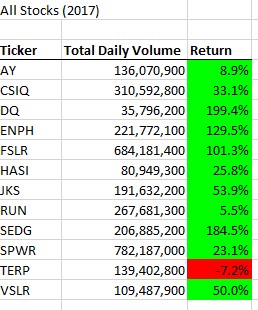 All Stocks (2017)
Ticker Total Daily Volume Return
AY 136,070,900 8.9%
CSIQ 310,592,800 33.1%
DQ 35,796,200 199.4%
ENPH 221,772,100 129.5%
FSLR 684,181,400 101.3%
HASI 80,949,300 25.8%
JKS 191,632,200 53.9%
RUN 267,681,300 5.5%
SEDG 206,885,200 184.5%
SPWR 782,187,000 23.1%
TERP 139,402,800 -7.2%
VSLR 109,487,900 50.0%